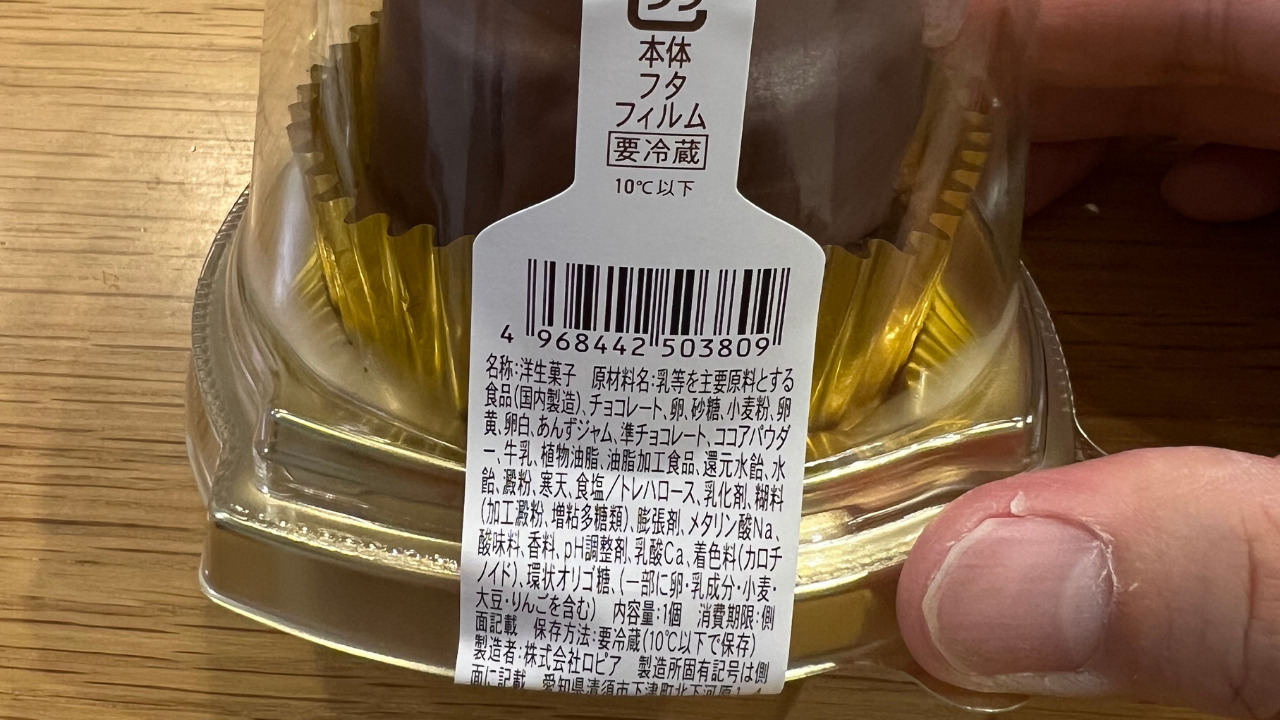 本体
フタ
フィルム
要冷蔵
10℃以下
4 968442 503809
名称:洋生菓子 原材料名:乳等を主要原料とする
食品(国内製造)、チョコレート、卵、砂糖、小麦粉、卵
黄、卵白、あんずジャム、準チョコレート、ココアパウダ
ー、牛乳、植物油脂、油脂加工食品、還元水飴、水
飴、澱粉、寒天、食塩/トレハロース、乳化剤、糊料
(加工澱粉、増粘多糖類)、膨張剤、メタリン酸Na、
酸味料、香料、pH調整剤、乳酸Ca、着色料(カロチ
ノイド)、環状オリゴ糖、(一部に卵・乳成分・小麦・
大豆・りんごを含む) 内容量:1個 消費期限:側
面記載 保存方法:要冷蔵(10℃以下で保存)
製造者:株式会社ロピア 製造所固有記号は側
面に記載 愛知県清須市下津町北下河原1